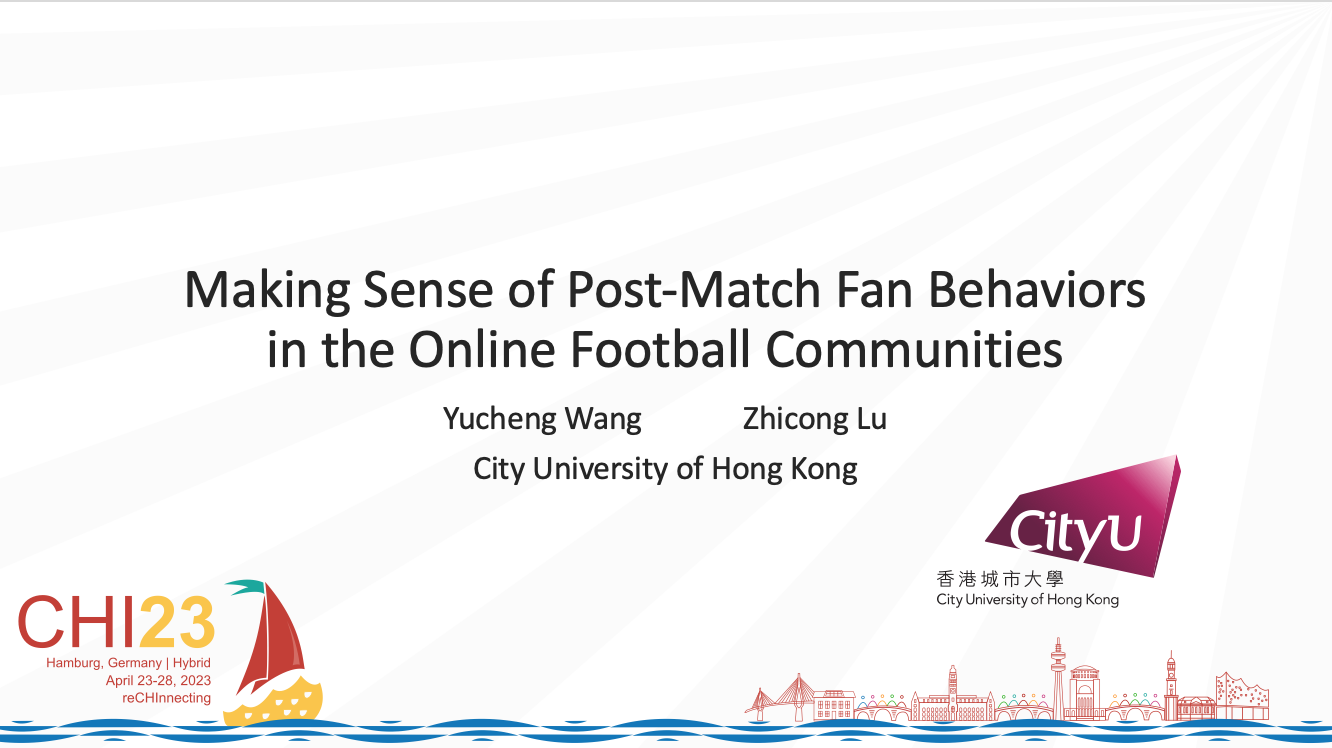 Making Sense of Post-Match Fan Behaviors
in the Online Football Communities
Yucheng Wang Zhicong Lu
City University of Hong Kong
CityU
香港城市大學
City University of Hong Kong
CHI23
Hamburg, Germany | Hybrid
April 23-28, 2023
reCHInnecting